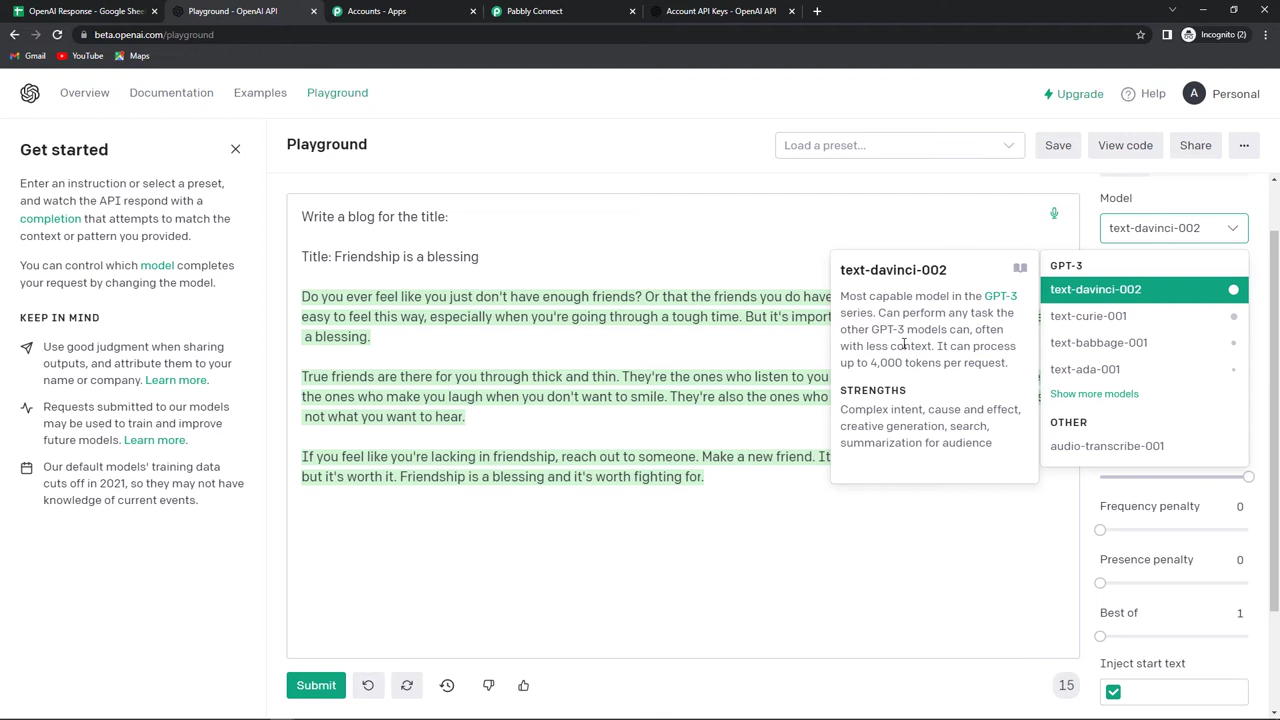 OpenAI Response - Google Shee
Playground - OpenAI API
Accounts - Apps
Pabbly Connect
Account API Keys - OpenAI API
beta.openai.com/playground
Incognito (2)
Gmail
YouTube
Maps
Overview
Documentation
Examples
Playground
Upgrade
Help
A
Personal
Get started
Enter an instruction or select a preset,
and watch the API respond with a
completion that attempts to match the
context or pattern you provided.
You can control which model completes
your request by changing the model.
KEEP IN MIND
Use good judgment when sharing
outputs, and attribute them to your
name or company. Learn more.
Requests submitted to our models
may be used to train and improve
future models. Learn more.
Our default models' training data
cuts off in 2021, so they may not have
knowledge of current events.
Playground
Load a preset...
Save
View code
Share
Write a blog for the title:
Title: Friendship is a blessing
Do you ever feel like you just don't have enough friends? Or that the friends you do have
easy to feel this way, especially when you're going through a tough time. But it's import
a blessing.
True friends are there for you through thick and thin. They're the ones who listen to you
the ones who make you laugh when you don't want to smile. They're also the ones who
not what you want to hear.
If you feel like you're lacking in friendship, reach out to someone. Make a new friend. It
but it's worth it. Friendship is a blessing and it's worth fighting for.
Submit
15
text-davinci-002
Most capable model in the GPT-3
series. Can perform any task the
other GPT-3 models can, often
with less context. It can process
up to 4,000 tokens per request.
STRENGTHS
Complex intent, cause and effect,
creative generation, search,
summarization for audience
Model
text-davinci-002
GPT-3
text-davinci-002
text-curie-001
text-babbage-001
text-ada-001
Show more models
OTHER
audio-transcribe-001
Frequency penalty 0
Presence penalty 0
Best of 1
Inject start text